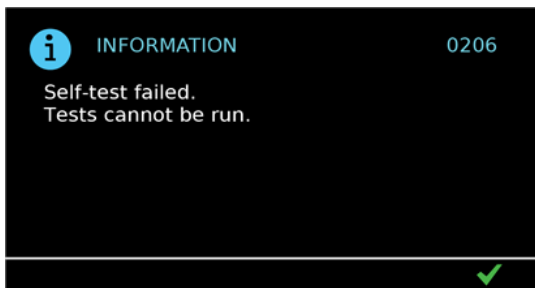 INFORMATION 0206
Self-test failed.
Tests cannot be run.